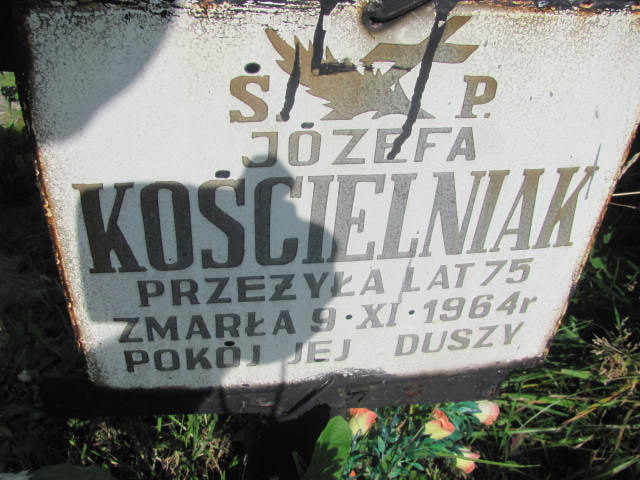 Ś. P.
JÓZEFA
KOŚCIELNIAK
PRZEŻYŁA LAT 75
ZMARŁA 9·XI·1964r
POKÓJ JEJ DUSZY